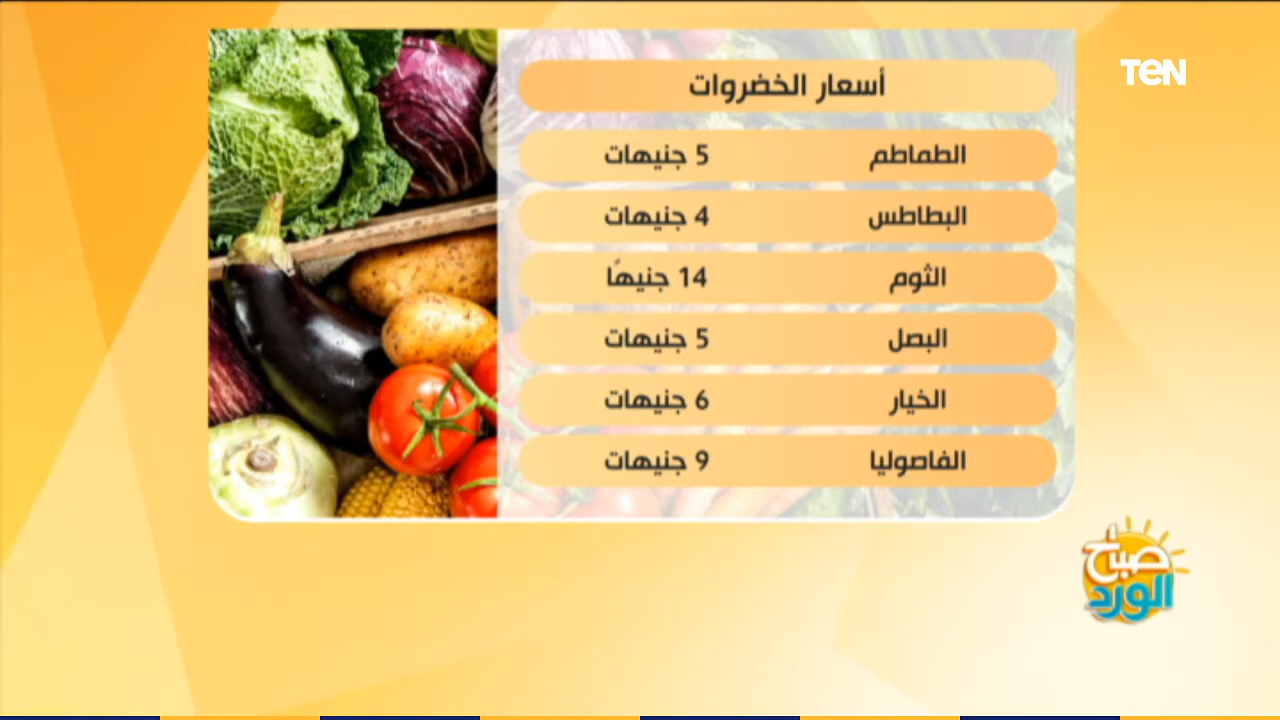 TEN
أسعار الخضروات
الطماطم 5 جنيهات
البطاطس 4 جنيهات
الثوم 14 جنيهًا
البصل 5 جنيهات
الخيار 6 جنيهات
الفاصوليا 9 جنيهات
صباح
الورد